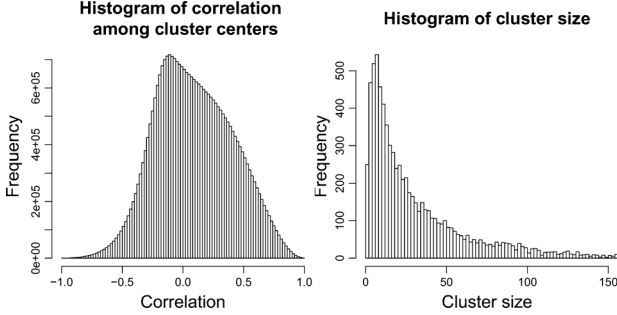 Histogram of correlation
among cluster centers
Frequency
0e+00
2e+05
4e+05
6e+05
−1.0 −0.5 0.0 0.5 1.0
Correlation
Histogram of cluster size
Frequency
0
100
200
300
400
500
0 50 100 150
Cluster size